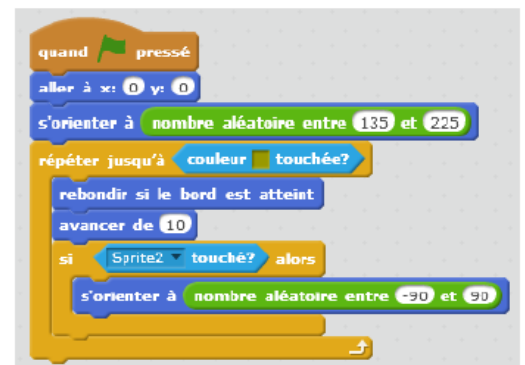 quand pressé
aller à x: 0 y: 0
s'orienter à nombre aléatoire entre 135 et 225
répéter jusqu'à couleur touchée?
rebondir si le bord est atteint
avancer de 10
si Sprite2 touché? alors
s'orienter à nombre aléatoire entre -90 et 90